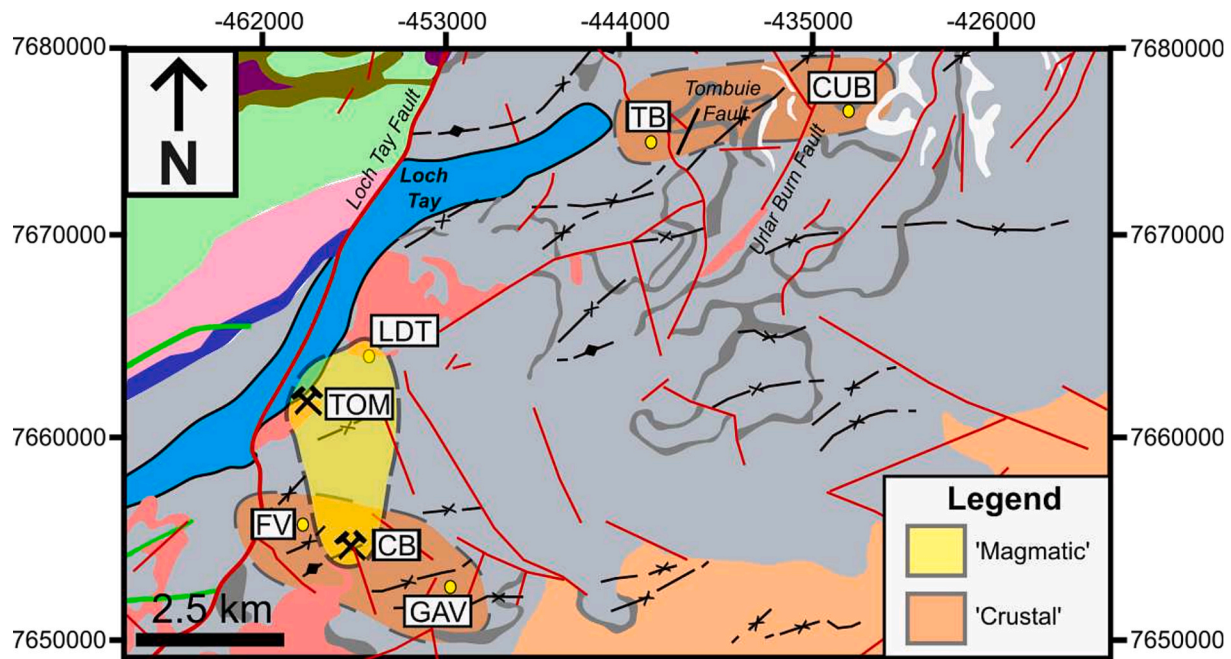 -462000 -453000 -444000 -435000 -426000
7680000 7680000
N
Loch Tay Fault
Loch
Tay
TB
Tombuie
Fault
CUB
Urlar Burn Fault
7670000 7670000
LDT
TOM
7660000 7660000
FV
CB
GAV
Legend
'Magmatic'
'Crustal'
2.5 km
7650000 7650000